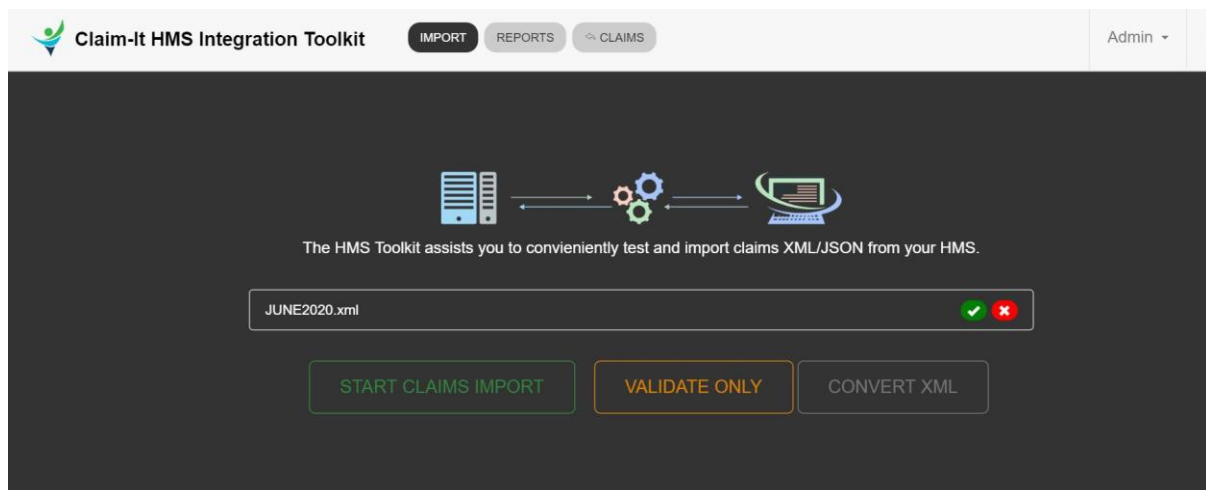 Claim-It HMS Integration Toolkit IMPORT REPORTS CLAIMS Admin
The HMS Toolkit assists you to convieniently test and import claims XML/JSON from your HMS.
JUNE2020.xml
START CLAIMS IMPORT VALIDATE ONLY CONVERT XML